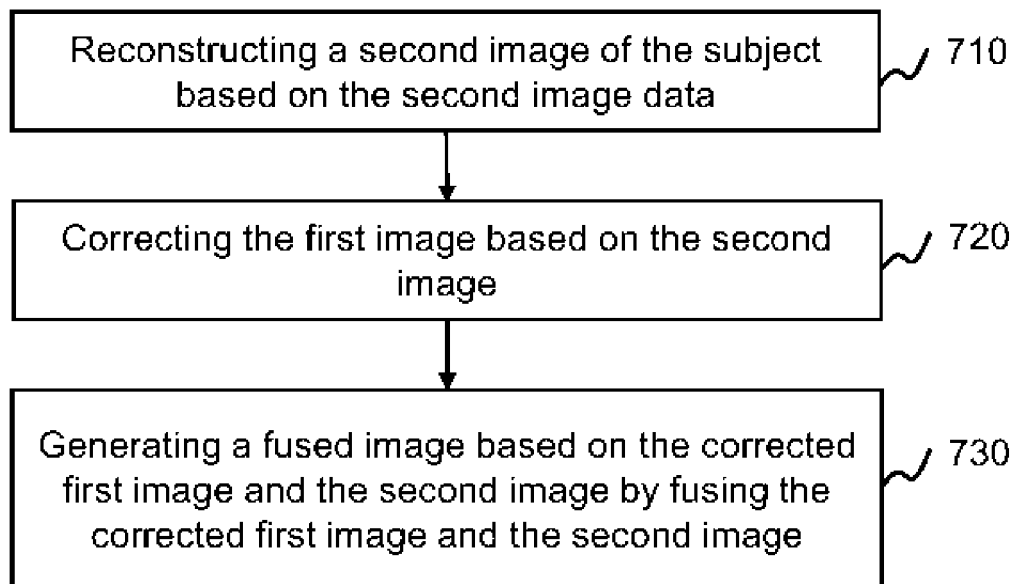 Reconstructing a second image of the subject
based on the second image data
710
Correcting the first image based on the second
image
720
Generating a fused image based on the corrected
first image and the second image by fusing the
corrected first image and the second image
730